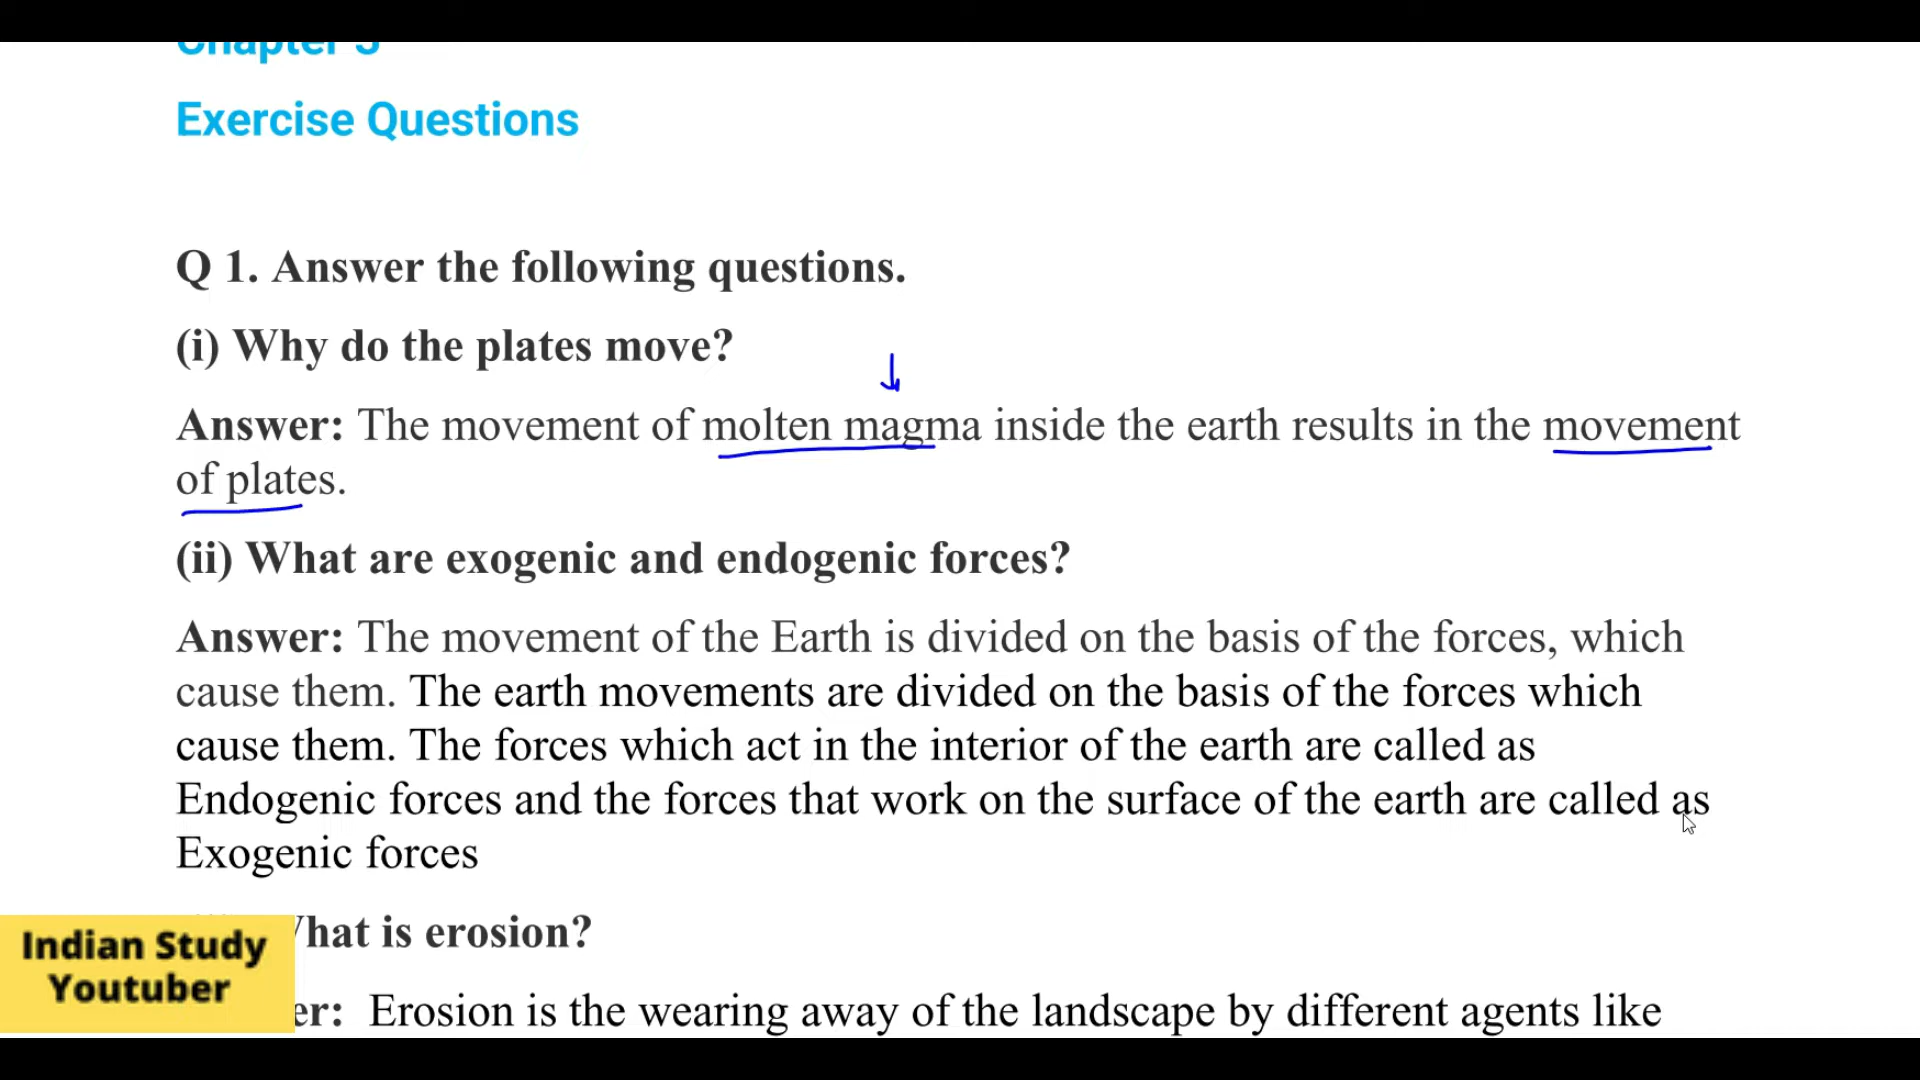 Chapter 3
Exercise Questions
Q 1. Answer the following questions.
(i) Why do the plates move?
Answer: The movement of molten magma inside the earth results in the movement
of plates.
(ii) What are exogenic and endogenic forces?
Answer: The movement of the Earth is divided on the basis of the forces, which
cause them. The earth movements are divided on the basis of the forces which
cause them. The forces which act in the interior of the earth are called as
Endogenic forces and the forces that work on the surface of the earth are called as
Exogenic forces
What is erosion?
er: Erosion is the wearing away of the landscape by different agents like
Indian Study
Youtuber